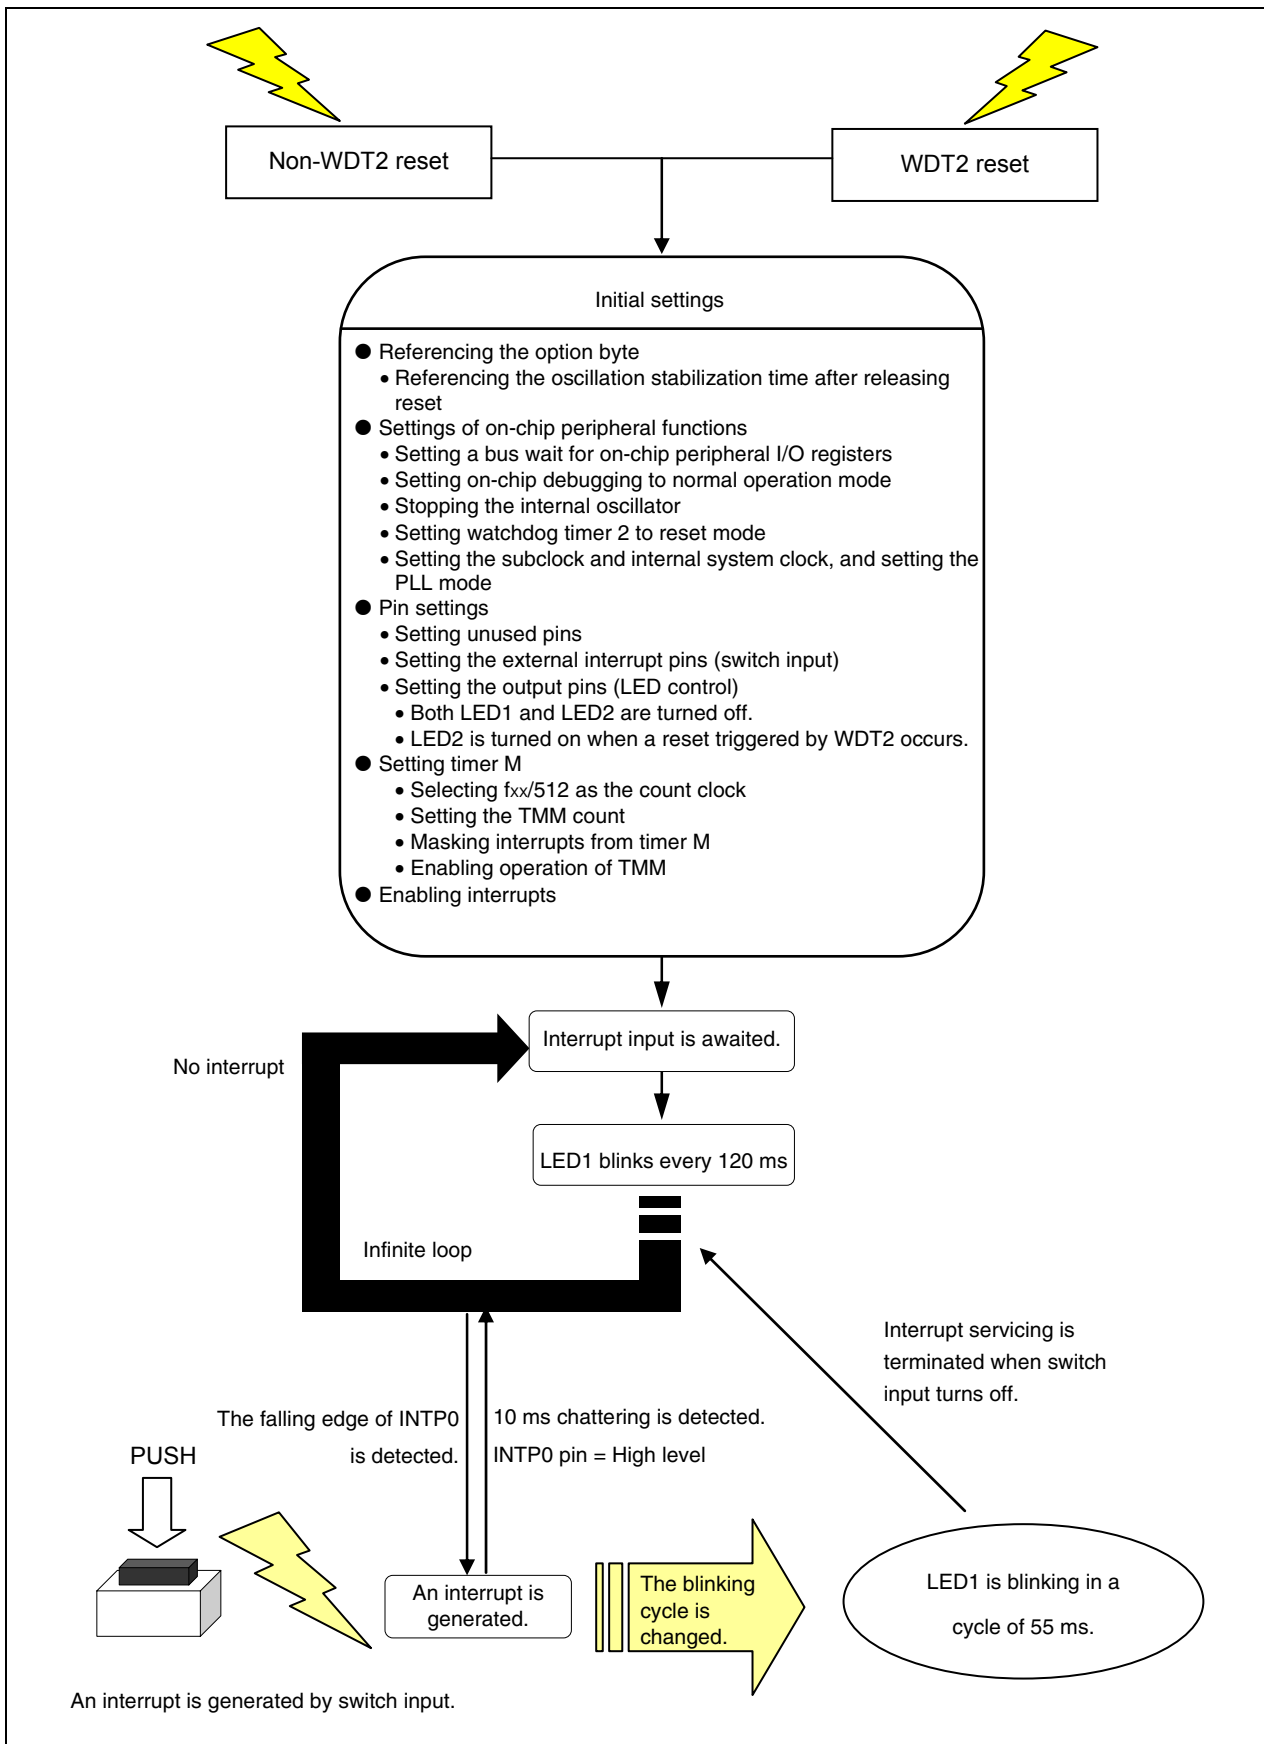 Non-WDT2 reset
WDT2 reset
Initial settings
● Referencing the option byte
• Referencing the oscillation stabilization time after releasing
reset
● Settings of on-chip peripheral functions
• Setting a bus wait for on-chip peripheral I/O registers
• Setting on-chip debugging to normal operation mode
• Stopping the internal oscillator
• Setting watchdog timer 2 to reset mode
• Setting the subclock and internal system clock, and setting the
PLL mode
● Pin settings
• Setting unused pins
• Setting the external interrupt pins (switch input)
• Setting the output pins (LED control)
• Both LED1 and LED2 are turned off.
• LED2 is turned on when a reset triggered by WDT2 occurs.
● Setting timer M
• Selecting fxx/512 as the count clock
• Setting the TMM count
• Masking interrupts from timer M
• Enabling operation of TMM
● Enabling interrupts
Interrupt input is awaited.
No interrupt
LED1 blinks every 120 ms
Infinite loop
Interrupt servicing is
terminated when switch
input turns off.
The falling edge of INTP0
is detected.
10 ms chattering is detected.
INTP0 pin = High level
PUSH
An interrupt is
generated.
The blinking
cycle is
changed.
LED1 is blinking in a
cycle of 55 ms.
An interrupt is generated by switch input.